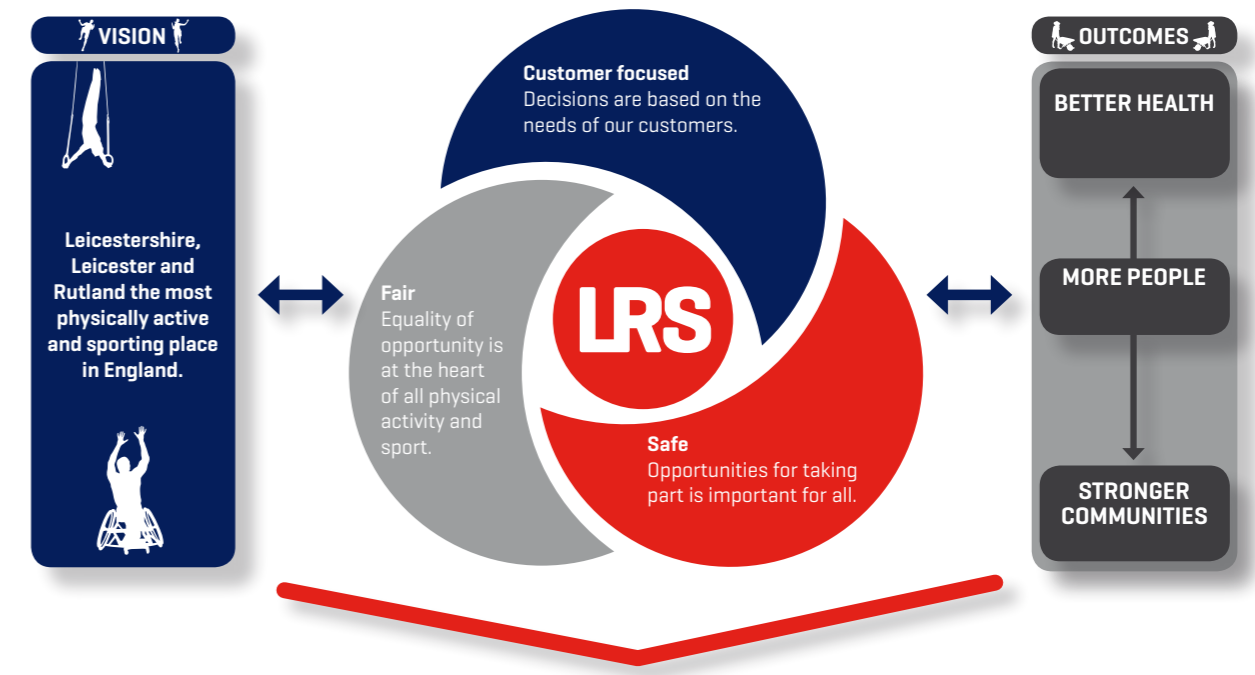 VISION
Leicestershire,
Leicester and
Rutland the most
physically active
and sporting place
in England.
Customer focused
Decisions are based on the
needs of our customers.
Fair
Equality of
opportunity is
at the heart
of all physical
activity and
sport.
LRS
Safe
Opportunities for taking
part is important for all.
OUTCOMES
BETTER HEALTH
MORE PEOPLE
STRONGER
COMMUNITIES